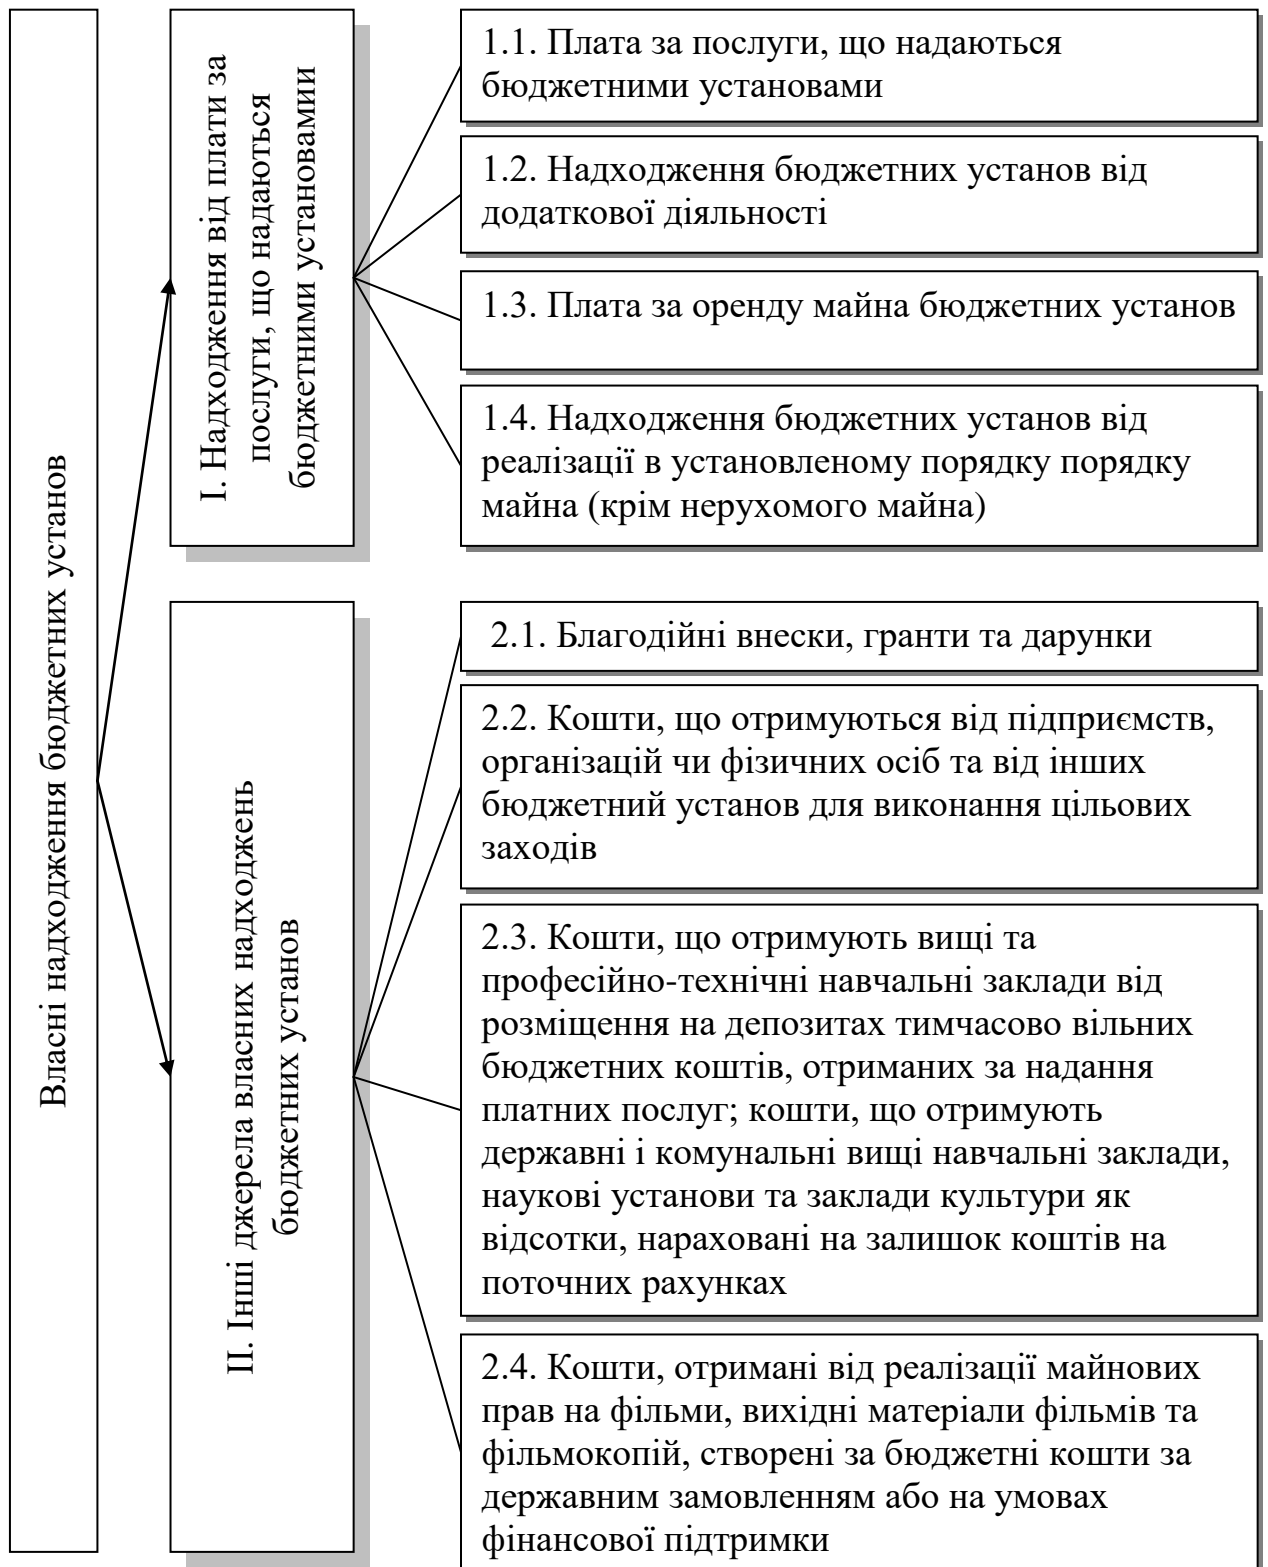 Власні надходження бюджетних установ
І. Надходження від плати за
послуги, що надаються
бюджетними установамии
1.1. Плата за послуги, що надаються
бюджетними установами
1.2. Надходження бюджетних установ від
додаткової діяльності
1.3. Плата за оренду майна бюджетних установ
1.4. Надходження бюджетних установ від
реалізації в установленому порядку порядку
майна (крім нерухомого майна)
ІІ. Інші джерела власних надходжень
бюджетних установ
2.1. Благодійні внески, гранти та дарунки
2.2. Кошти, що отримуються від підприємств,
організацій чи фізичних осіб та від інших
бюджетний установ для виконання цільових
заходів
2.3. Кошти, що отримують вищі та
професійно-технічні навчальні заклади від
розміщення на депозитах тимчасово вільних
бюджетних коштів, отриманих за надання
платних послуг; кошти, що отримують
державні і комунальні вищі навчальні заклади,
наукові установи та заклади культури як
відсотки, нараховані на залишок коштів на
поточних рахунках
2.4. Кошти, отримані від реалізації майнових
прав на фільми, вихідні матеріали фільмів та
фільмокопій, створені за бюджетні кошти за
державним замовленням або на умовах
фінансової підтримки